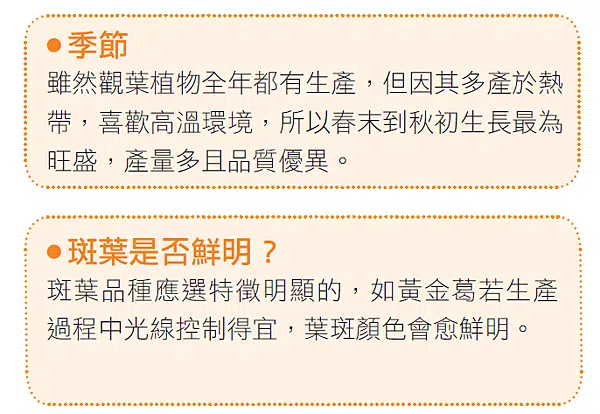 ●季節
雖然觀葉植物全年都有生產，但因其多產於熱
帶，喜歡高溫環境，所以春末到秋初生長最為
旺盛，產量多且品質優異。
●斑葉是否鮮明？
斑葉品種應選特徵明顯的，如黃金葛若生產
過程中光線控制得宜，葉斑顏色會愈鮮明。